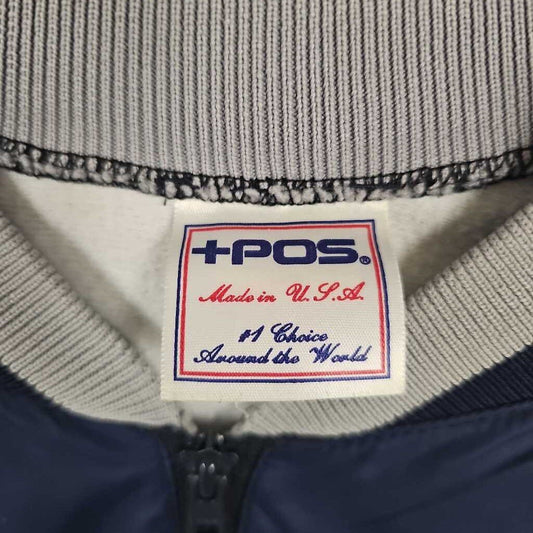 +POS®
Made in U.S.A.
#1 Choice
Around the World